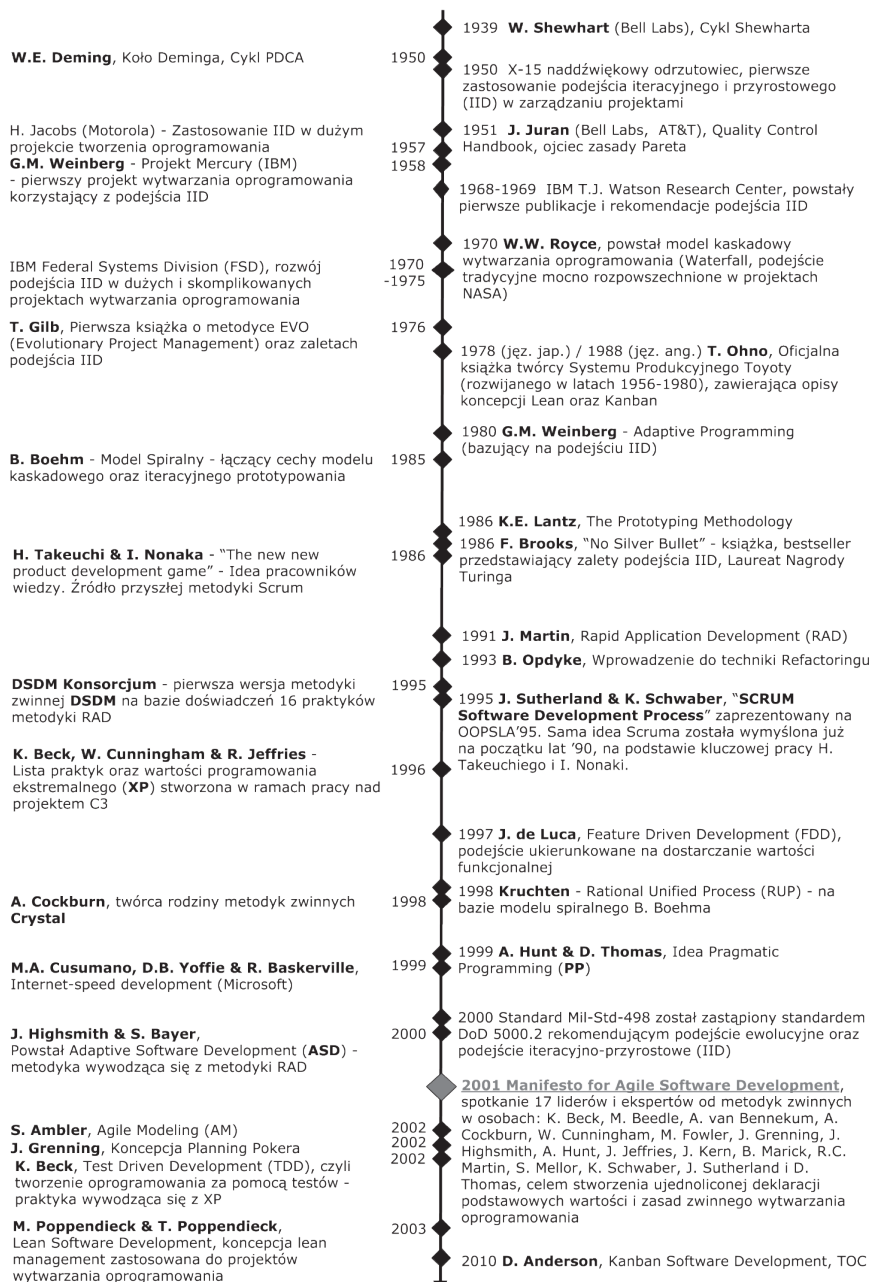 1939 W. Shewhart (Bell Labs), Cykl Shewharta
W.E. Deming, Koło Deminga, Cykl PDCA
1950
1950 X-15 naddźwiękowy odrzutowiec, pierwsze
zastosowanie podejścia iteracyjnego i przyrostowego
(IID) w zarządzaniu projektami
1951 J. Juran (Bell Labs, AT&T), Quality Control
Handbook, ojciec zasady Pareta
H. Jacobs (Motorola) - Zastosowanie IID w dużym
projekcie tworzenia oprogramowania
1957
G.M. Weinberg - Projekt Mercury (IBM)
- pierwszy projekt wytwarzania oprogramowania
korzystający z podejścia IID
1958
1968-1969 IBM T.J. Watson Research Center, powstały
pierwsze publikacje i rekomendacje podejścia IID
1970 W.W. Royce, powstał model kaskadowy
wytwarzania oprogramowania (Waterfall, podejście
tradycyjne mocno rozpowszechnione w projektach
NASA)
IBM Federal Systems Division (FSD), rozwój
podejścia IID w dużych i skomplikowanych
projektach wytwarzania oprogramowania
1970
-1975
T. Gilb, Pierwsza książka o metodyce EVO
(Evolutionary Project Management) oraz zaletach
podejścia IID
1976
1978 (jęz. jap.) / 1988 (jęz. ang.) T. Ohno, Oficjalna
książka twórcy Systemu Produkcyjnego Toyoty
(rozwijanego w latach 1956-1980), zawierająca opisy
koncepcji Lean oraz Kanban
1980 G.M. Weinberg - Adaptive Programming
(bazujący na podejściu IID)
B. Boehm - Model Spiralny - łączący cechy modelu
kaskadowego oraz iteracyjnego prototypowania
1985
1986 K.E. Lantz, The Prototyping Methodology
1986 F. Brooks, “No Silver Bullet” - książka, bestseller
przedstawiający zalety podejścia IID, Laureat Nagrody
Turinga
H. Takeuchi & I. Nonaka - “The new new
product development game” - Idea pracowników
wiedzy. Źródło przyszłej metodyki Scrum
1986
1991 J. Martin, Rapid Application Development (RAD)
1993 B. Opdyke, Wprowadzenie do techniki Refactoringu
DSDM Konsorcjum - pierwsza wersja metodyki
zwinnej DSDM na bazie doświadczeń 16 praktyków
metodyki RAD
1995
1995 J. Sutherland & K. Schwaber, “SCRUM
Software Development Process” zaprezentowany na
OOPSLA’95. Sama idea Scruma została wymyślona już
na początku lat ’90, na podstawie kluczowej pracy H.
Takeuchiego i I. Nonaki.
K. Beck, W. Cunningham & R. Jeffries -
Lista praktyk oraz wartości programowania
ekstremalnego (XP) stworzona w ramach pracy nad
projektem C3
1996
1997 J. de Luca, Feature Driven Development (FDD),
podejście ukierunkowane na dostarczanie wartości
funkcjonalnej
1998 Kruchten - Rational Unified Process (RUP) - na
bazie modelu spiralnego B. Boehma
A. Cockburn, twórca rodziny metodyk zwinnych
Crystal
1998
1999 A. Hunt & D. Thomas, Idea Pragmatic
Programming (PP)
M.A. Cusumano, D.B. Yoffie & R. Baskerville,
Internet-speed development (Microsoft)
1999
2000 Standard Mil-Std-498 został zastąpiony standardem
DoD 5000.2 rekomendującym podejście ewolucyjne oraz
podejście iteracyjno-przyrostowe (IID)
J. Highsmith & S. Bayer,
Powstał Adaptive Software Development (ASD) -
metodyka wywodząca się z metodyki RAD
2000
2001 Manifesto for Agile Software Development,
spotkanie 17 liderów i ekspertów od metodyk zwinnych
w osobach: K. Beck, M. Beedle, A. van Bennekum, A.
Cockburn, W. Cunningham, M. Fowler, J. Grenning, J.
Highsmith, A. Hunt, J. Jeffries, J. Kern, B. Marick, R.C.
Martin, S. Mellor, K. Schwaber, J. Sutherland i D.
Thomas, celem stworzenia ujednoliconej deklaracji
podstawowych wartości i zasad zwinnego wytwarzania
oprogramowania
S. Ambler, Agile Modeling (AM)
2002
J. Grenning, Koncepcja Planning Pokera
2002
K. Beck, Test Driven Development (TDD), czyli
tworzenie oprogramowania za pomocą testów -
praktyka wywodząca się z XP
2002
M. Poppendieck & T. Poppendieck,
Lean Software Development, koncepcja lean
management zastosowana do projektów
wytwarzania oprogramowania
2003
2010 D. Anderson, Kanban Software Development, TOC